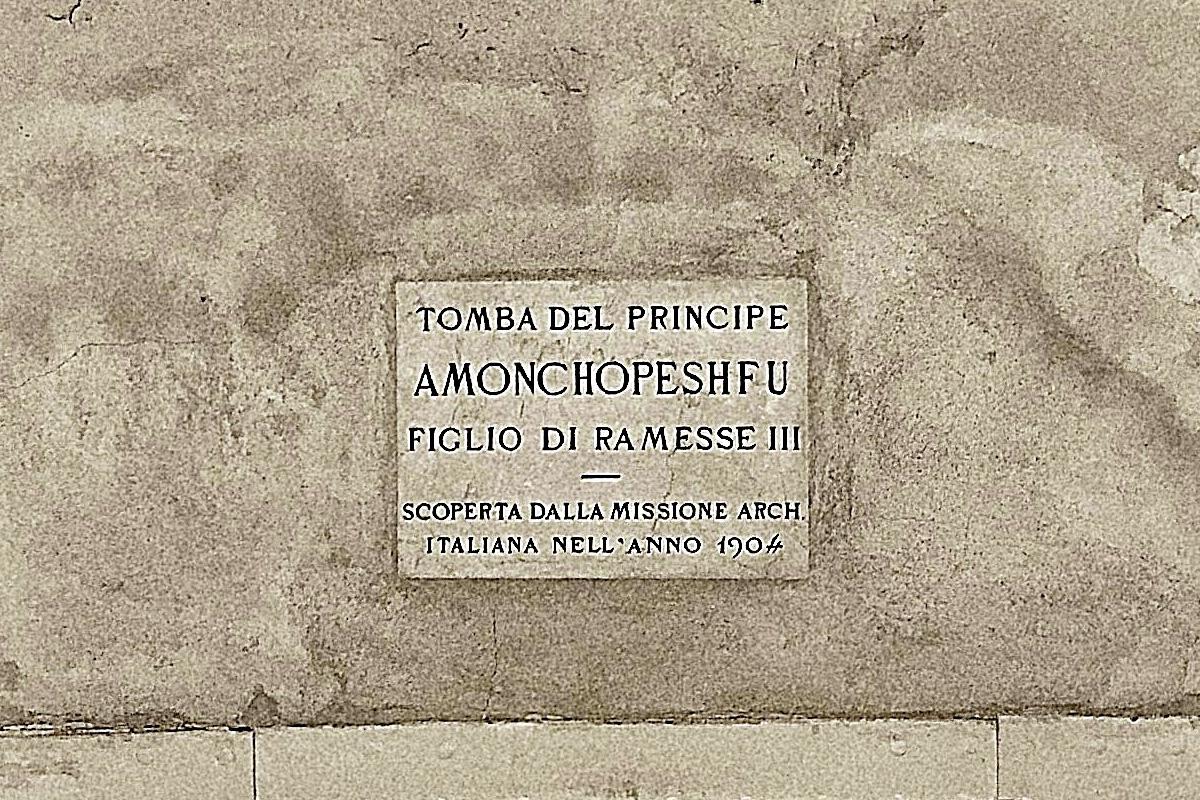 TOMBA DEL PRINCIPE
AMONCHOPESHFU
FIGLIO DI RAMESSE III
—
SCOPERTA DALLA MISSIONE ARCH.
ITALIANA NELL'ANNO 1904